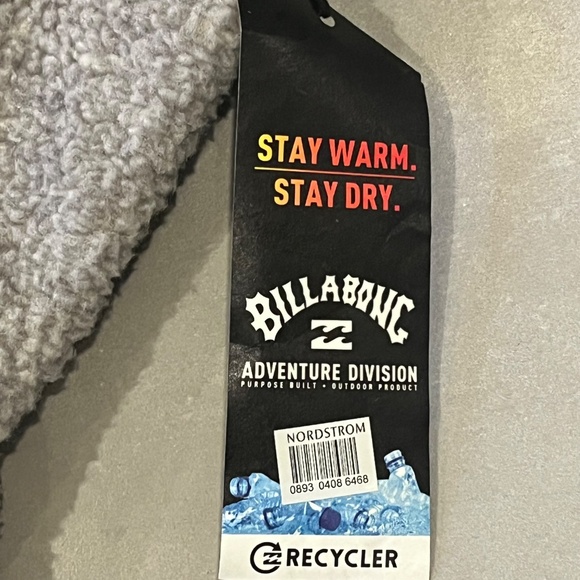 STAY WARM.
STAY DRY.
BILLABONG
ADVENTURE DIVISION
PURPOSE BUILT • OUTDOOR PRODUCT
NORDSTROM
0893 0408 6468
RECYCLER